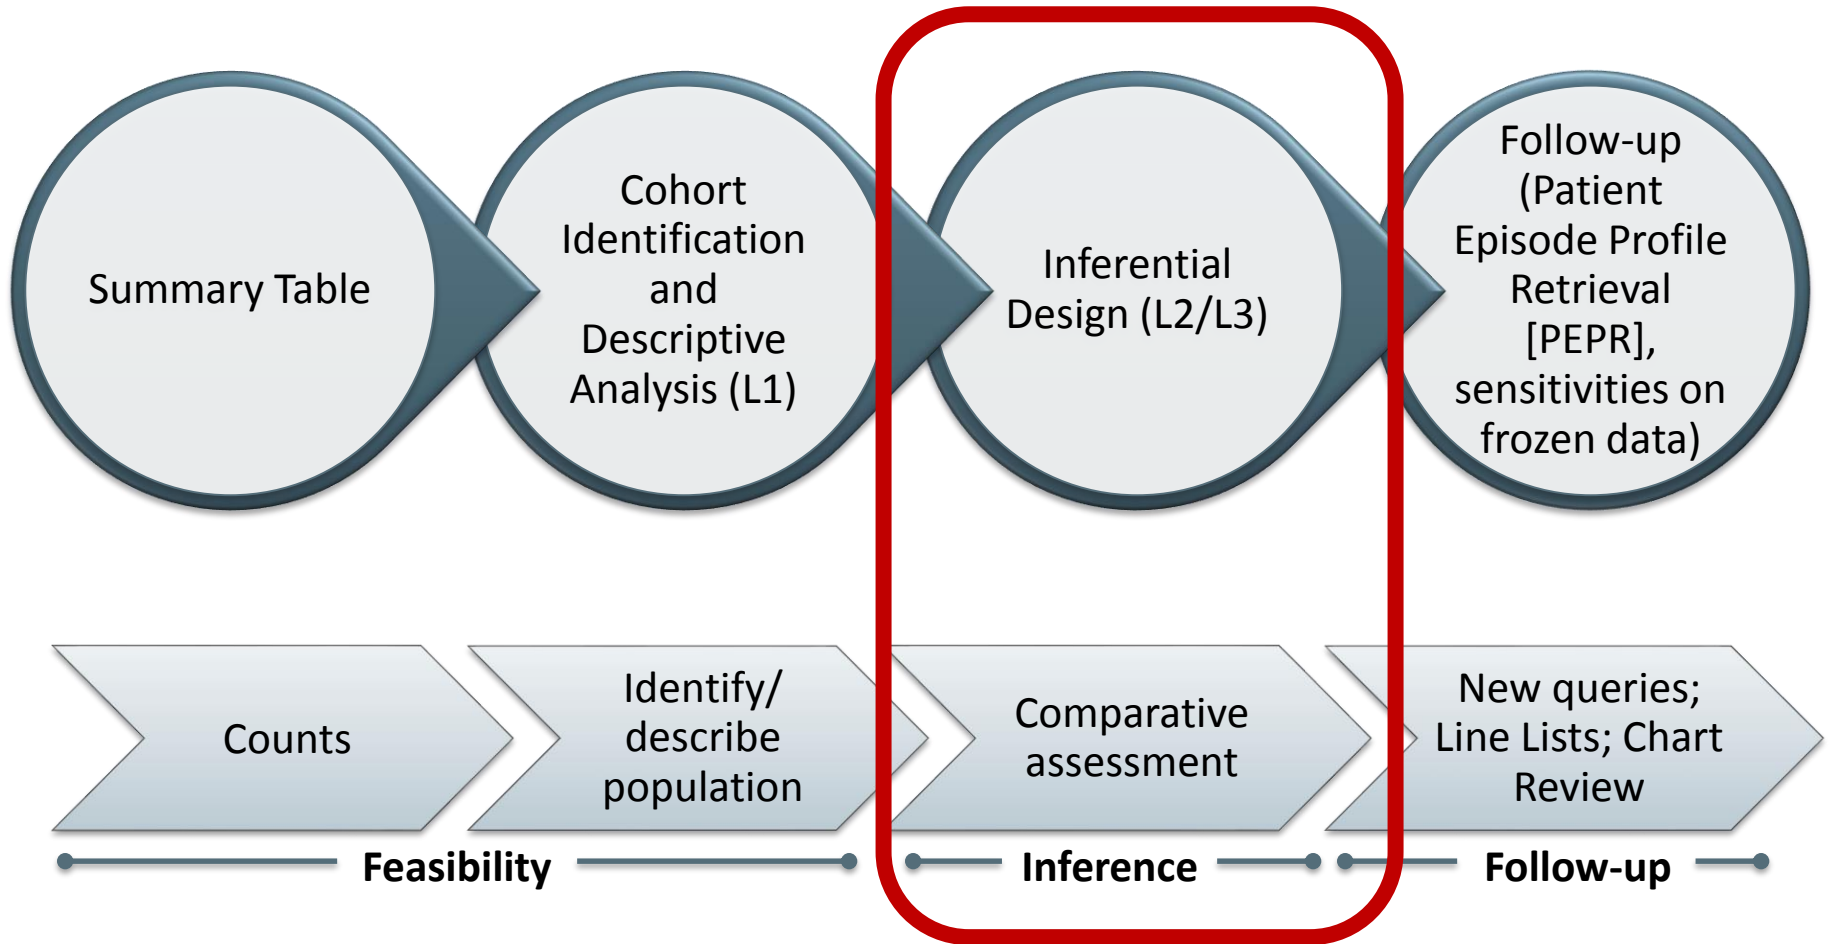 Summary Table
Cohort
Identification
and
Descriptive
Analysis (L1)
Inferential
Design (L2/L3)
Follow-up
(Patient
Episode Profile
Retrieval
[PEPR],
sensitivities on
frozen data)
Counts
Identify/
describe
population
Comparative
assessment
New queries;
Line Lists; Chart
Review
Feasibility
Inference
Follow-up